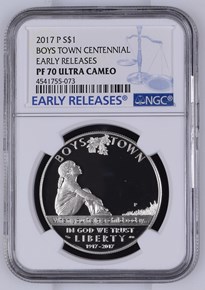 2017 P S$1
BOYS TOWN CENTENNIAL
EARLY RELEASES
PF 70 ULTRA CAMEO
4541755-073
EARLY RELEASES
NGC
BOYS TOWN
IN GOD WE TRUST
LIBERTY
1917-2017